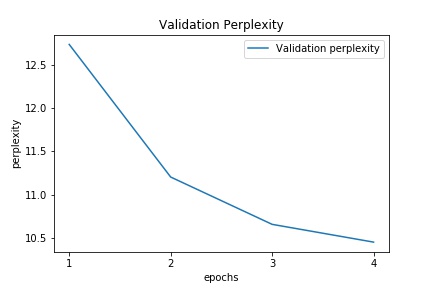 Validation Perplexity
Validation perplexity
12.5
12.0
11.5
11.0
10.5
perplexity
1 2 3 4
epochs